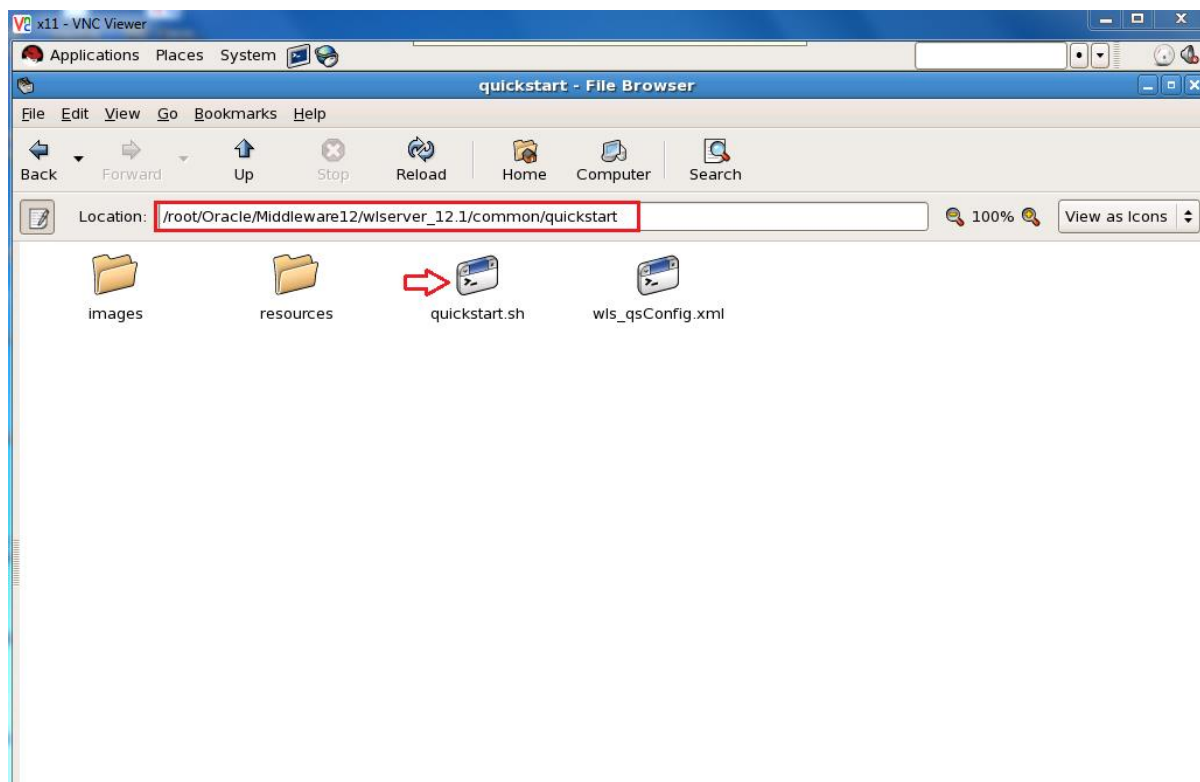 x11 - VNC Viewer
Applications Places System
quickstart - File Browser
File Edit View Go Bookmarks Help
Back Forward Up Stop Reload Home Computer Search
Location: /root/Oracle/Middleware12/wlserver_12.1/common/quickstart 100% View as Icons
images resources quickstart.sh wls_qsConfig.xml